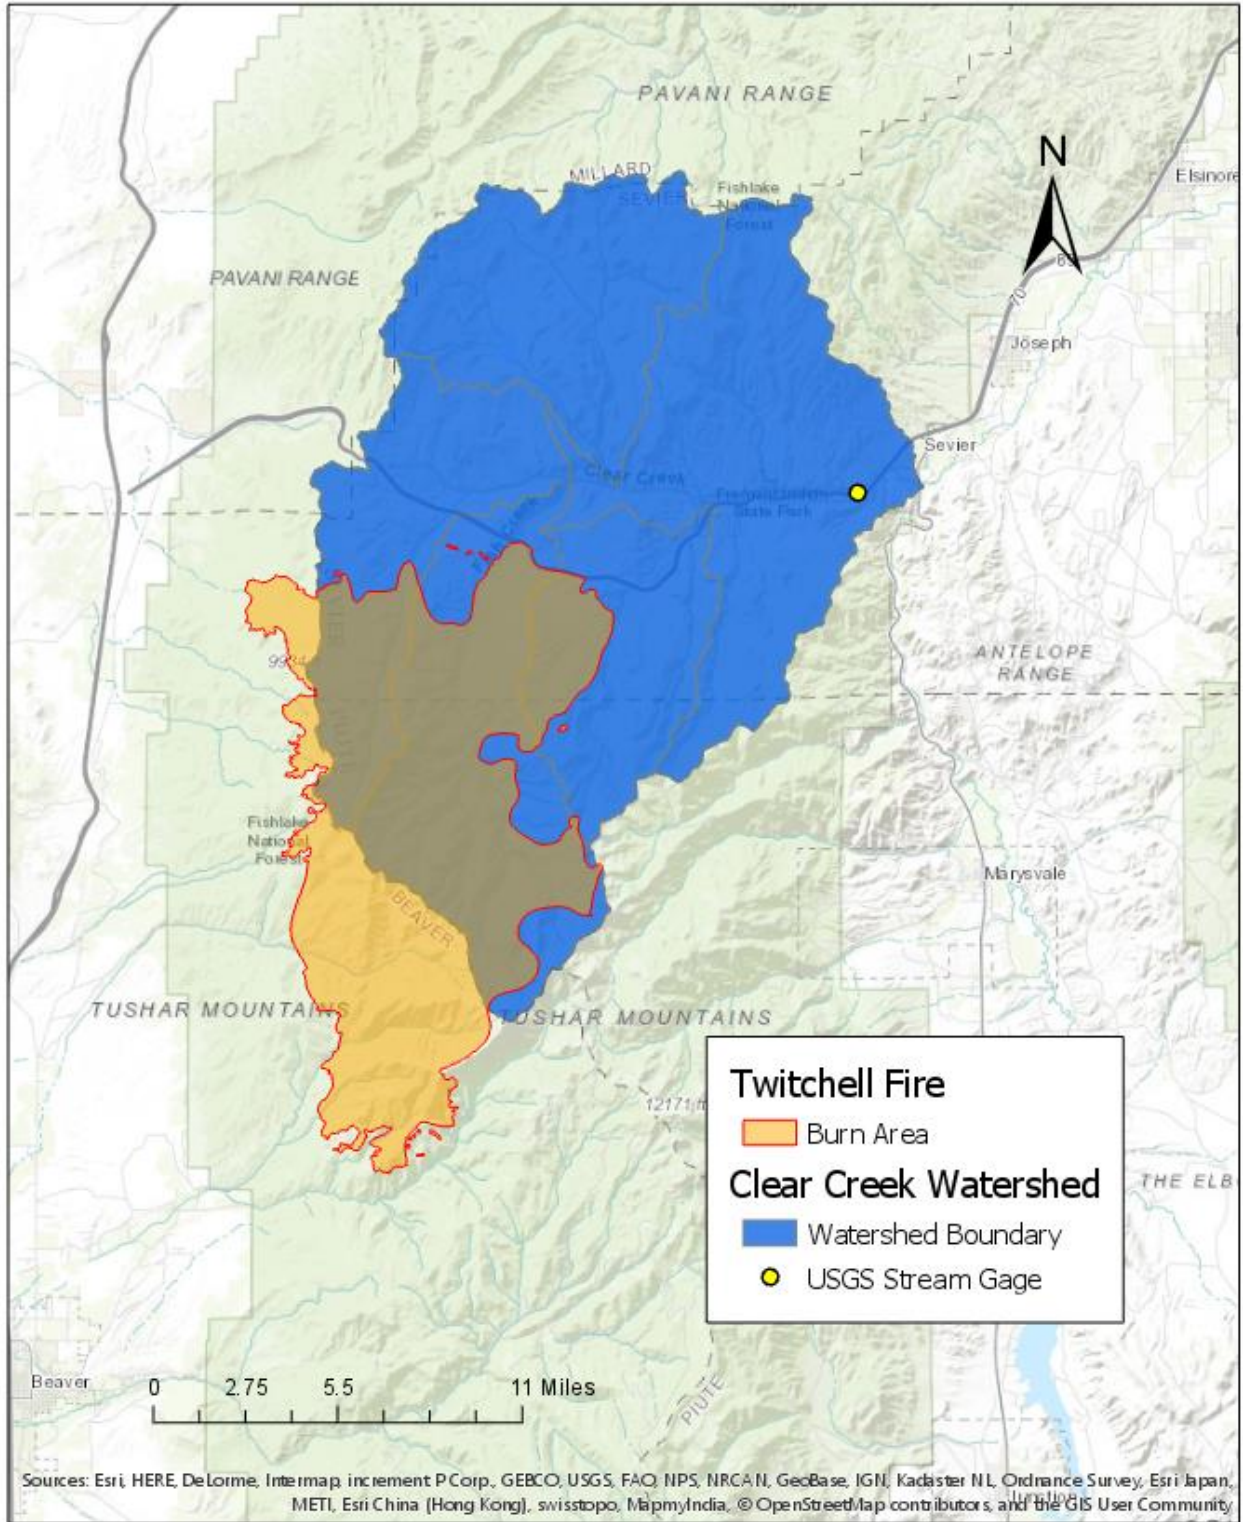 PAVANI RANGE
N
MILLARD
SEVIER
Fishlake
National
Forest
Elsinore
PAVANI RANGE
70
Joseph
Sevier
Clear Creek
Fremont Indian
State Park
ANTELOPE
RANGE
Fishlake
National
Forest
Marysvale
BEAVER
TUSHAR MOUNTAINS
TUSHAR MOUNTAINS
12171 ft
Twitchell Fire
Burn Area
Clear Creek Watershed
Watershed Boundary
USGS Stream Gage
THE ELB
PIUTE
Beaver
0 2.75 5.5 11 Miles
Sources: Esri, HERE, DeLorme, Intermap, increment P Corp., GEBCO, USGS, FAO, NPS, NRCAN, GeoBase, IGN, Kadaster NL, Ordnance Survey, Esri Japan,
METI, Esri China (Hong Kong), swisstopo, MapmyIndia, © OpenStreetMap contributors, and the GIS User Community
Junction